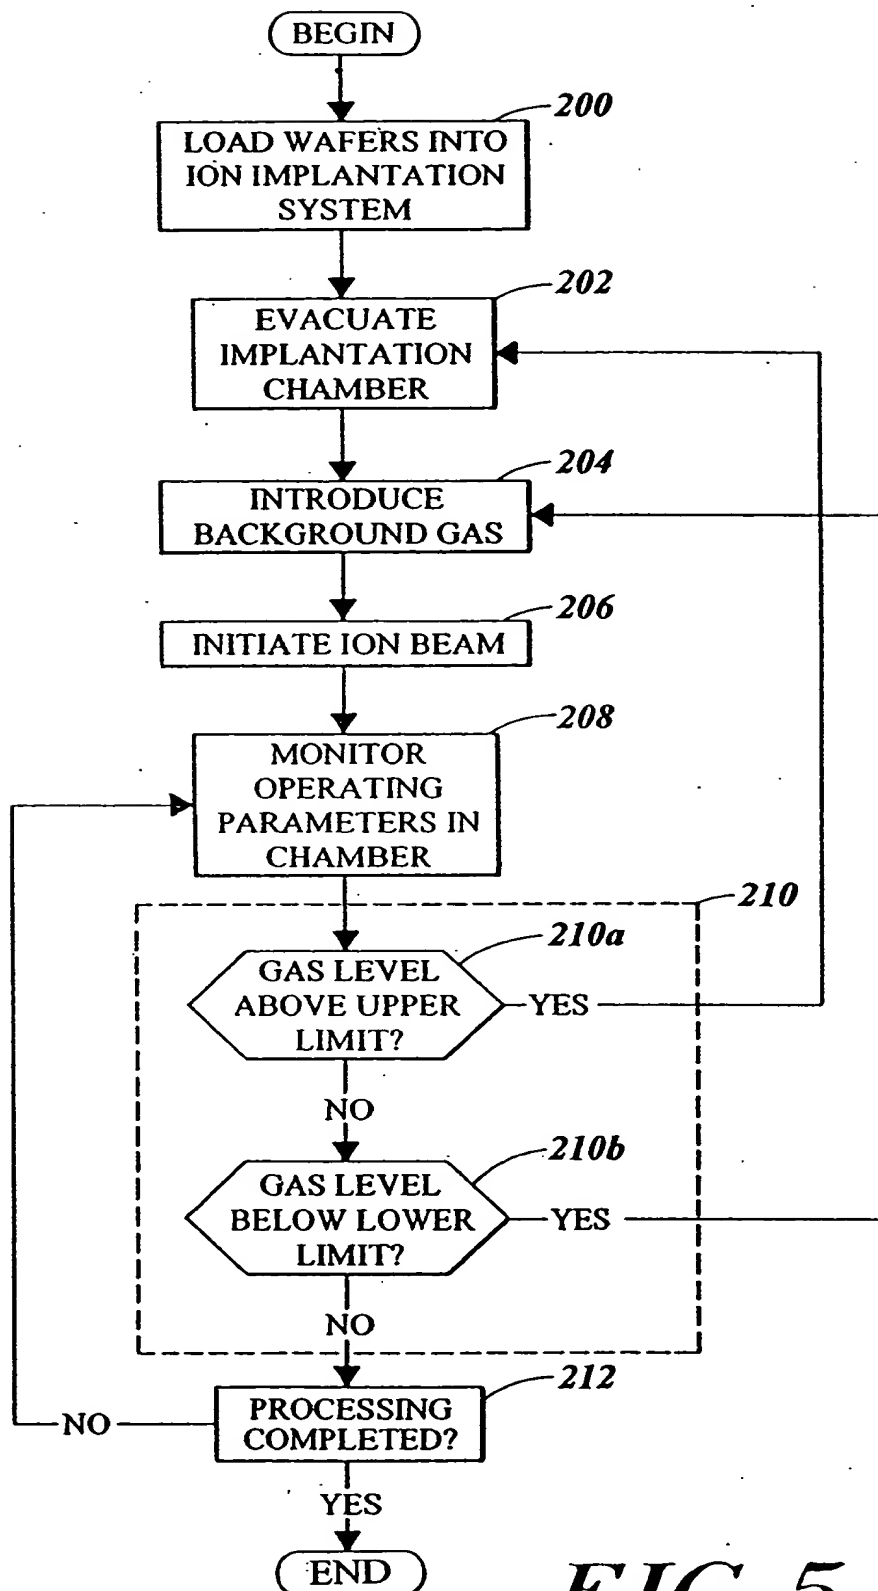 BEGIN
200
LOAD WAFERS INTO
ION IMPLANTATION
SYSTEM
202
EVACUATE
IMPLANTATION
CHAMBER
204
INTRODUCE
BACKGROUND GAS
206
INITIATE ION BEAM
208
MONITOR
OPERATING
PARAMETERS IN
CHAMBER
210
210a
GAS LEVEL
ABOVE UPPER
LIMIT?
YES
NO
210b
GAS LEVEL
BELOW LOWER
LIMIT?
YES
NO
212
PROCESSING
COMPLETED?
NO
YES
END
FIG. 5